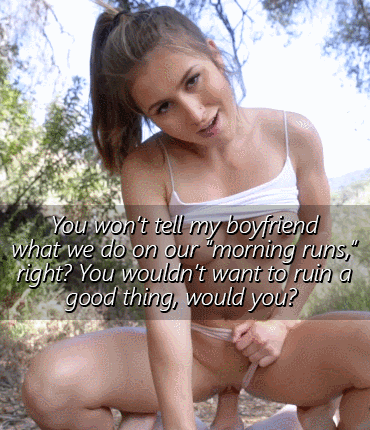 You won't tell my boyfriend
what we do on our "morning runs,"
right? You wouldn't want to ruin a
good thing, would you?